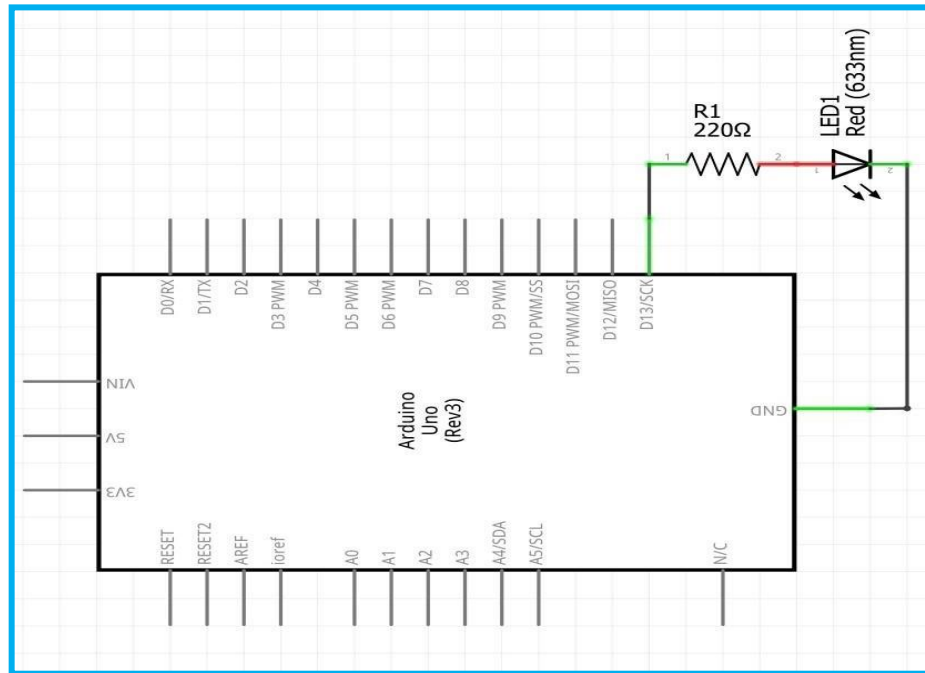 R1
220Ω
LED1
Red (633nm)
1
2
1
2
D0/RX
D1/TX
D2
D3 PWM
D4
D5 PWM
D6 PWM
D7
D8
D9 PWM
D10 PWM/SS
D11 PWM/MOSI
D12/MISO
D13/SCK
VIN
5V
3V3
Arduino
Uno
(Rev3)
GND
RESET
RESET2
AREF
ioref
A0
A1
A2
A3
A4/SDA
A5/SCL
N/C